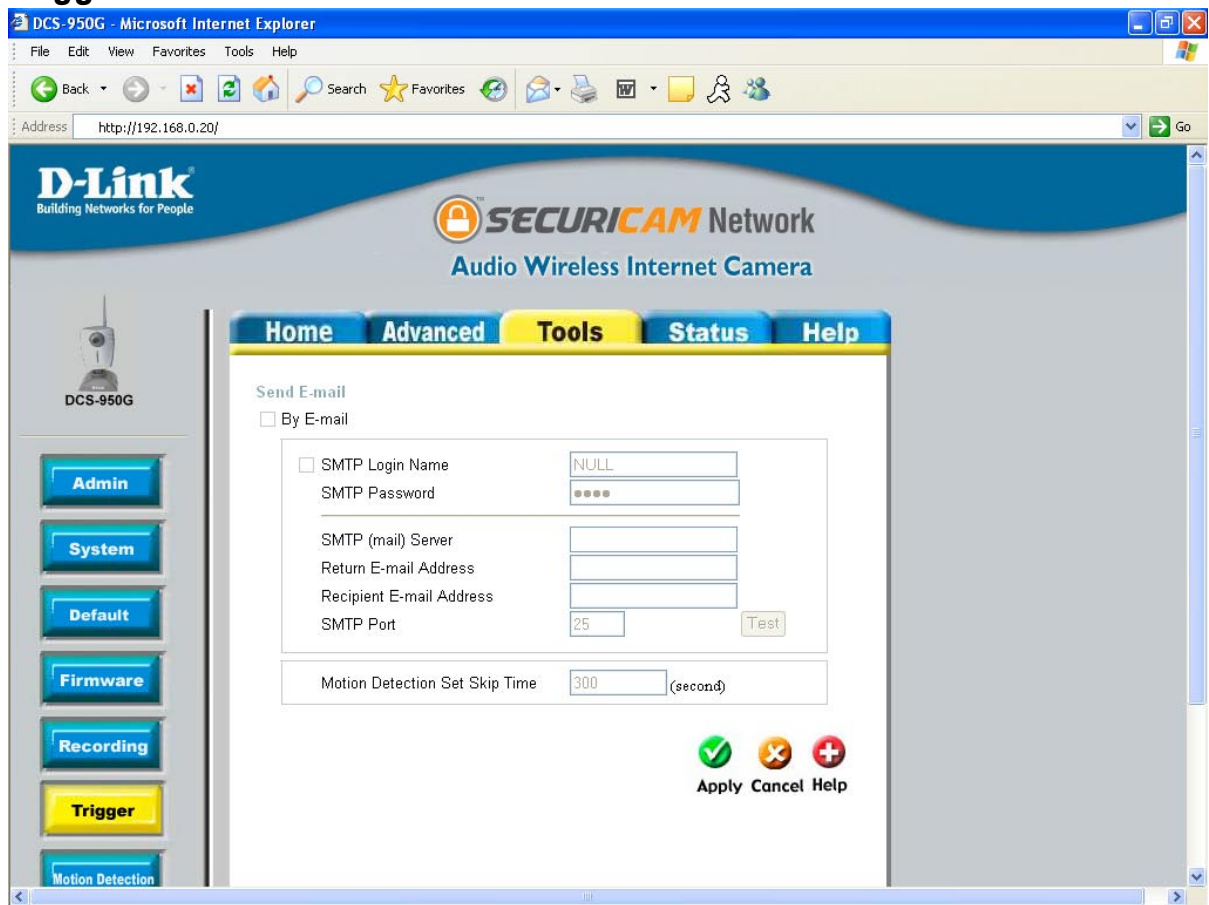 DCS-950G - Microsoft Internet Explorer
File Edit View Favorites Tools Help
Back Search Favorites
Address http://192.168.0.20/ Go
D-Link
Building Networks for People
SECURICAM Network
Audio Wireless Internet Camera
DCS-950G
Home Advanced Tools Status Help
Send E-mail
By E-mail
SMTP Login Name NULL
SMTP Password ••••
SMTP (mail) Server
Return E-mail Address
Recipient E-mail Address
SMTP Port 25 Test
Motion Detection Set Skip Time 300 (second)
Apply Cancel Help
Admin
System
Default
Firmware
Recording
Trigger
Motion Detection